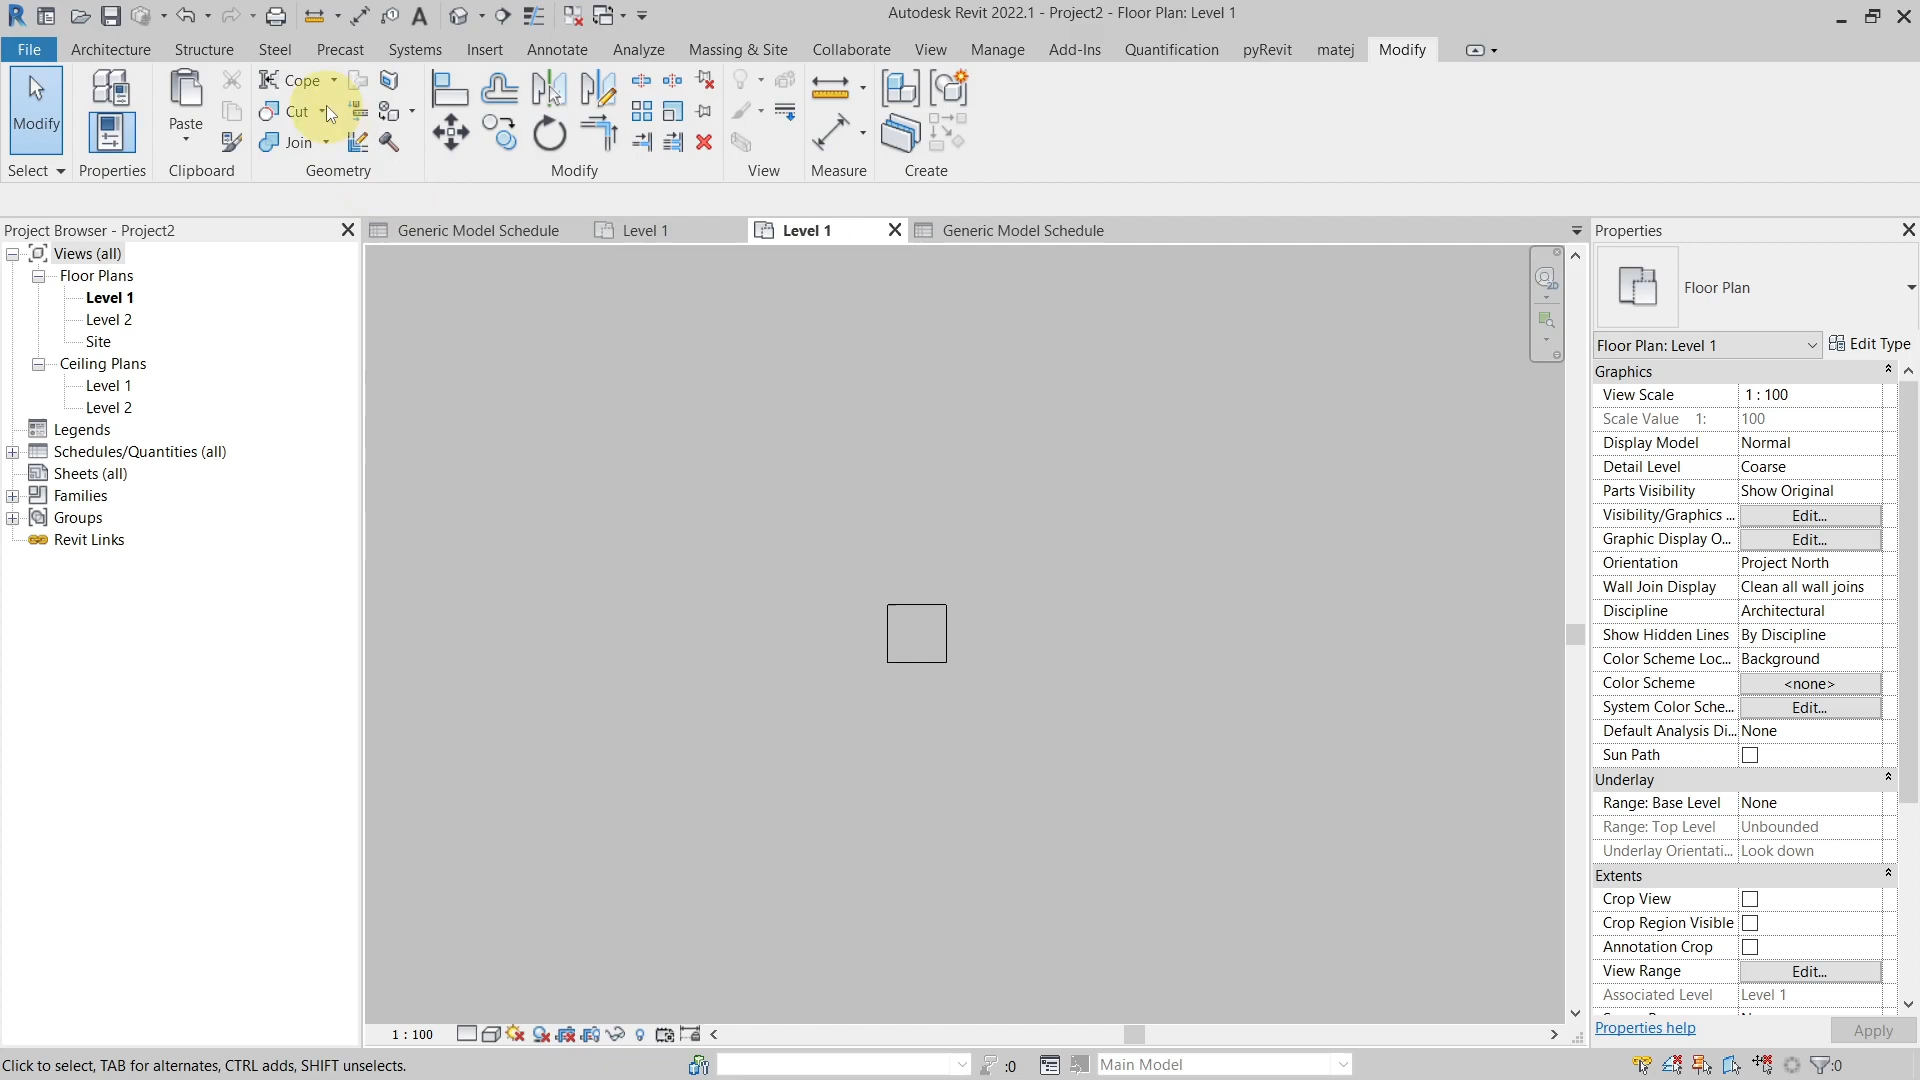 Autodesk Revit 2022.1 - Project2 - Floor Plan: Level 1
File Architecture Structure Steel Precast Systems Insert Annotate Analyze Massing & Site Collaborate View Manage Add-Ins Quantification pyRevit matej Modify
Modify
Paste
Cope
Cut
Join
Select Properties Clipboard Geometry Modify View Measure Create
Project Browser - Project2
Views (all)
Floor Plans
Level 1
Level 2
Site
Ceiling Plans
Level 1
Level 2
Legends
Schedules/Quantities (all)
Sheets (all)
Families
Groups
Revit Links
Generic Model Schedule
Level 1
Level 1
Generic Model Schedule
2D
Properties
Floor Plan
Floor Plan: Level 1
Edit Type
Graphics
View Scale 1 : 100
Scale Value 1: 100
Display Model Normal
Detail Level Coarse
Parts Visibility Show Original
Visibility/Graphics ... Edit...
Graphic Display O... Edit...
Orientation Project North
Wall Join Display Clean all wall joins
Discipline Architectural
Show Hidden Lines By Discipline
Color Scheme Loc... Background
Color Scheme <none>
System Color Sche... Edit...
Default Analysis Di... None
Sun Path
Underlay
Range: Base Level None
Range: Top Level Unbounded
Underlay Orientati... Look down
Extents
Crop View
Crop Region Visible
Annotation Crop
View Range Edit...
Associated Level Level 1
Properties help
Apply
1 : 100
Click to select, TAB for alternates, CTRL adds, SHIFT unselects.
:0
Main Model
:0